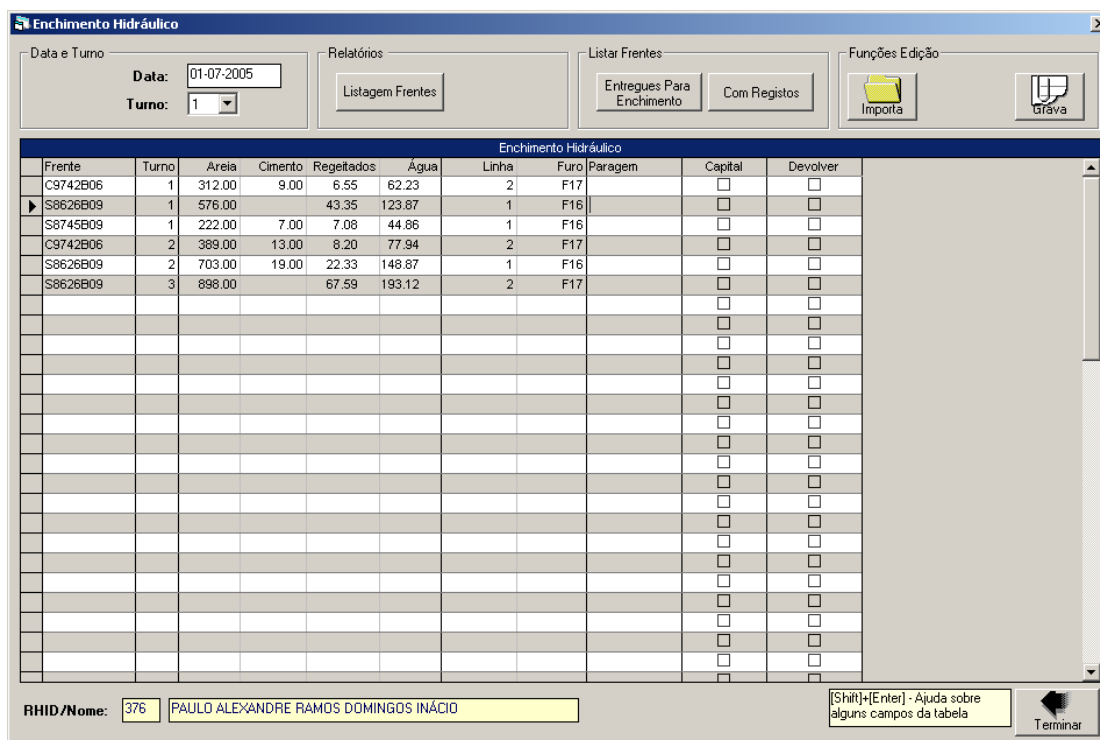 Enchimento Hidráulico
Data e Turno
Data: 01-07-2005
Turno: 1
Relatórios
Listagem Frentes
Listar Frentes
Entregues Para
Enchimento
Com Registos
Funções Edição
Importa
Grava
Enchimento Hidráulico
Frente Turno Areia Cimento Regeitados Água Linha Furo Paragem Capital Devolver
C9742B06 1 312.00 9.00 6.55 62.23 2 F17
S8626B09 1 576.00 43.35 123.87 1 F16
S8745B09 1 222.00 7.00 7.08 44.86 1 F16
C9742B06 2 389.00 13.00 8.20 77.94 2 F17
S8626B09 2 703.00 19.00 22.33 148.87 1 F16
S8626B09 3 898.00 67.59 193.12 2 F17
RHID/Nome: 376 PAULO ALEXANDRE RAMOS DOMINGOS INÁCIO
[Shift]+[Enter] - Ajuda sobre
alguns campos da tabela
Terminar